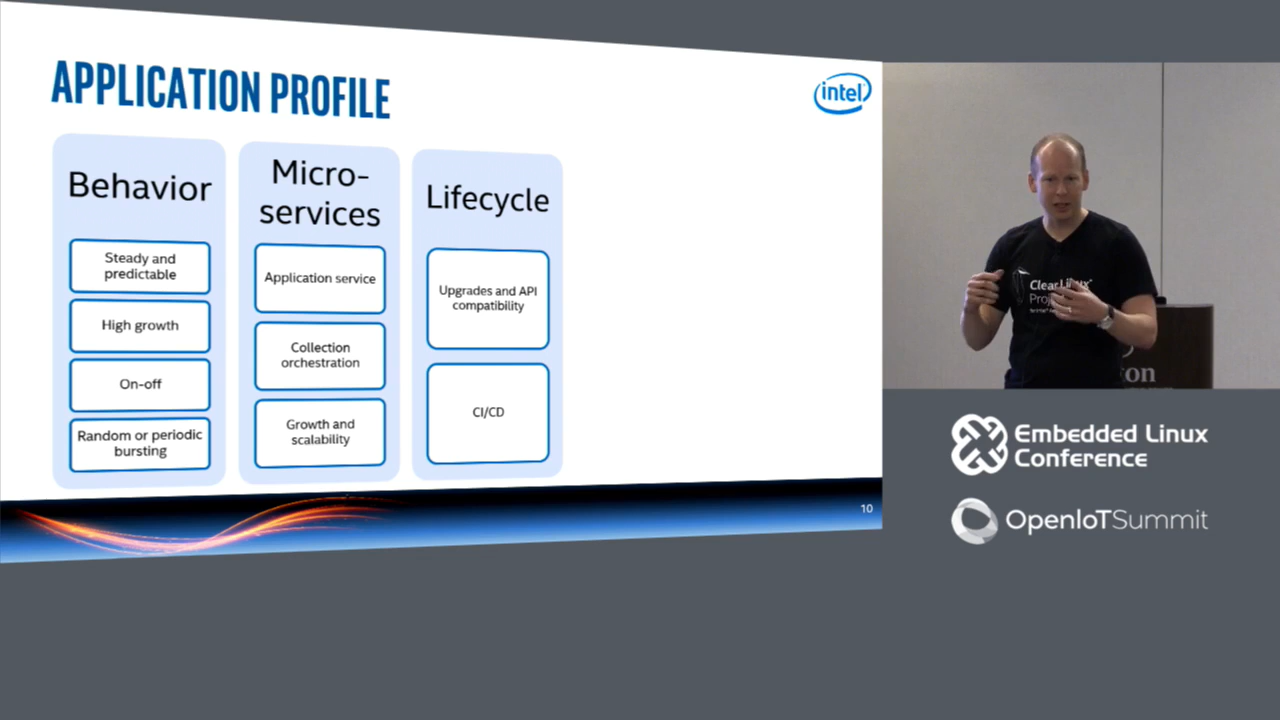 APPLICATION PROFILE
intel
Behavior
Steady and
predictable
High growth
On-off
Random or periodic
bursting
Micro-
services
Application service
Collection
orchestration
Growth and
scalability
Lifecycle
Upgrades and API
compatibility
CI/CD
10
Embedded Linux
Conference
OpenIoTSummit